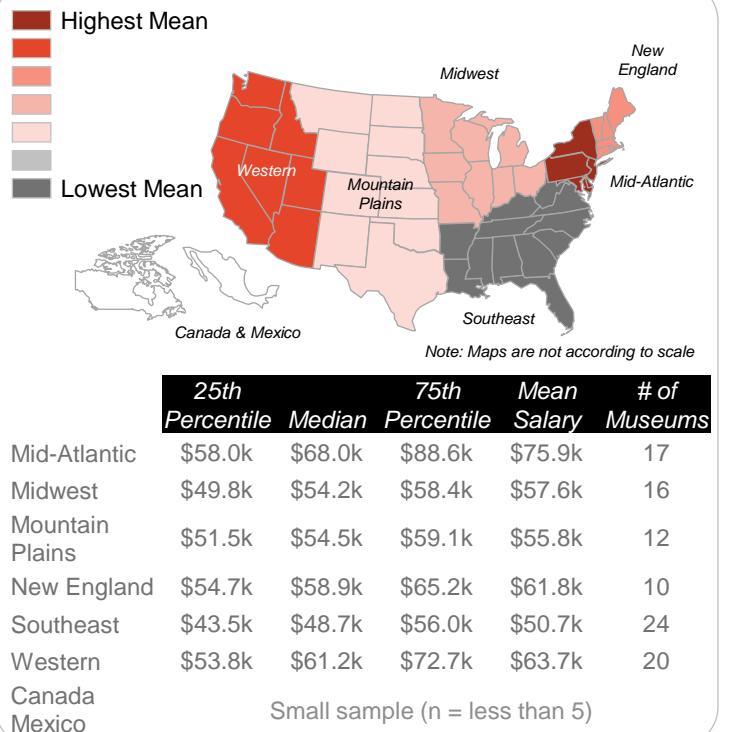 Highest Mean
New
England
Midwest
Western
Mountain
Plains
Mid-Atlantic
Lowest Mean
Southeast
Canada & Mexico
Note: Maps are not according to scale
25th Percentile Median 75th Percentile Mean Salary # of Museums
Mid-Atlantic $58.0k $68.0k $88.6k $75.9k 17
Midwest $49.8k $54.2k $58.4k $57.6k 16
Mountain Plains $51.5k $54.5k $59.1k $55.8k 12
New England $54.7k $58.9k $65.2k $61.8k 10
Southeast $43.5k $48.7k $56.0k $50.7k 24
Western $53.8k $61.2k $72.7k $63.7k 20
Canada Mexico Small sample (n = less than 5)